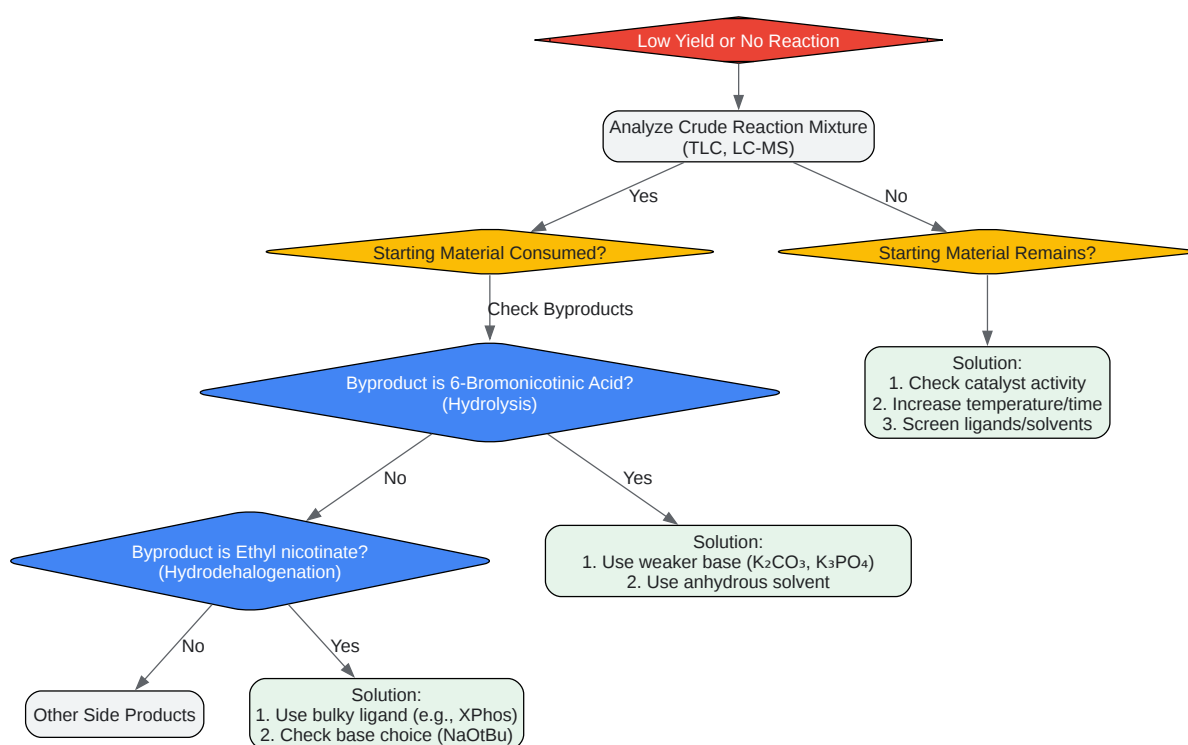 Low Yield or No Reaction
Analyze Crude Reaction Mixture
(TLC, LC-MS)
Yes
No
Starting Material Consumed?
Starting Material Remains?
Check Byproducts
Solution:
1. Check catalyst activity
2. Increase temperature/time
3. Screen ligands/solvents
Byproduct is 6-Bromonicotinic Acid?
(Hydrolysis)
No
Yes
Solution:
1. Use weaker base (K₂CO₃, K₃PO₄)
2. Use anhydrous solvent
Byproduct is Ethyl nicotinate?
(Hydrodehalogenation)
No
Yes
Other Side Products
Solution:
1. Use bulky ligand (e.g., XPhos)
2. Check base choice (NaOtBu)